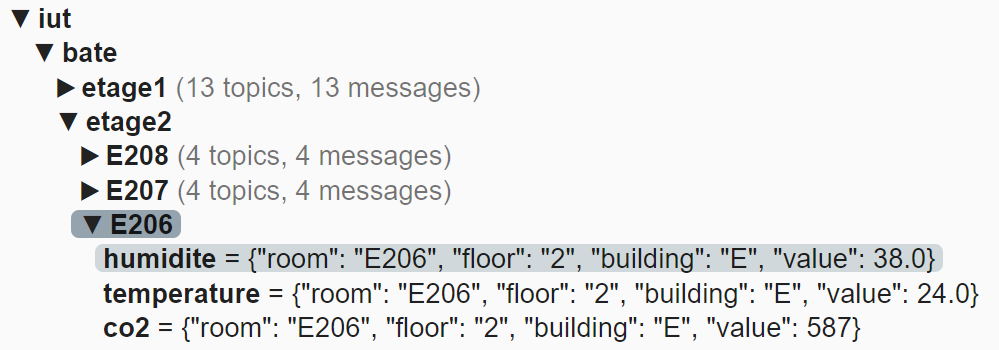 ▼ iut
▼ bate
▶ etage1 (13 topics, 13 messages)
▼ etage2
▶ E208 (4 topics, 4 messages)
▶ E207 (4 topics, 4 messages)
▼ E206
humidite = {"room": "E206", "floor": "2", "building": "E", "value": 38.0}
temperature = {"room": "E206", "floor": "2", "building": "E", "value": 24.0}
co2 = {"room": "E206", "floor": "2", "building": "E", "value": 587}